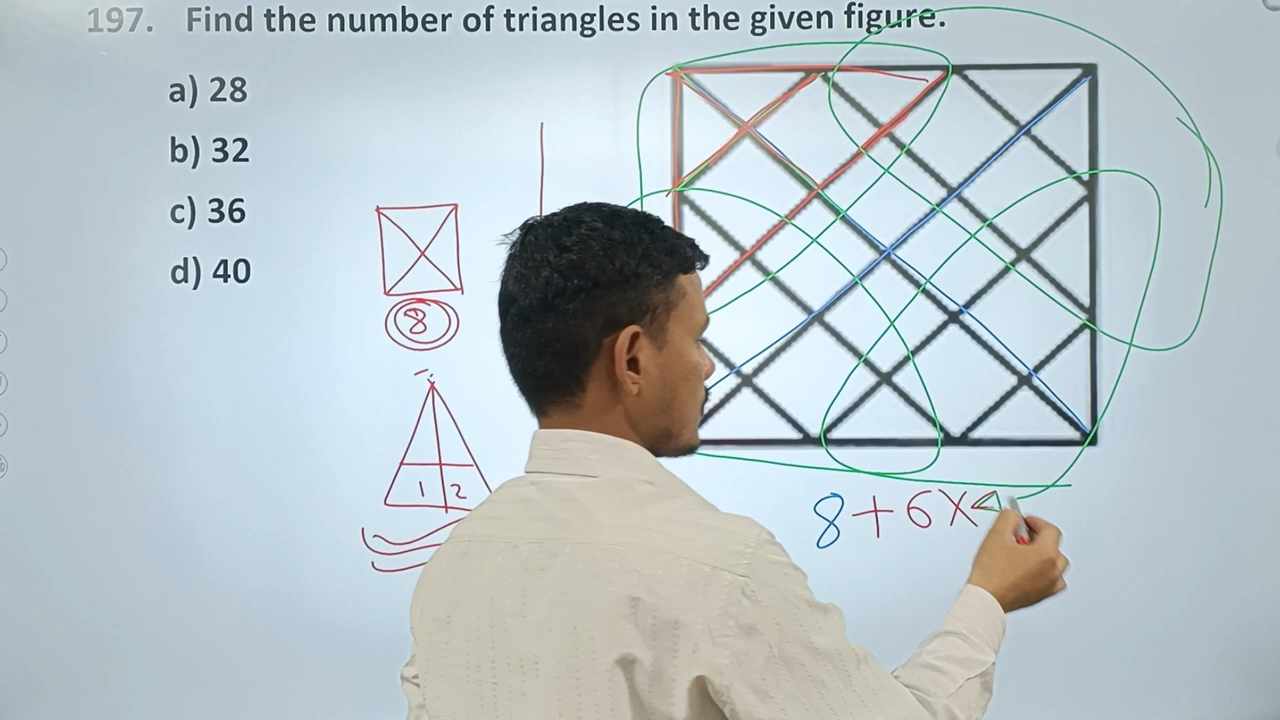 197. Find the number of triangles in the given figure.
a) 28
b) 32
c) 36
d) 40
8
1 2
8+6×4